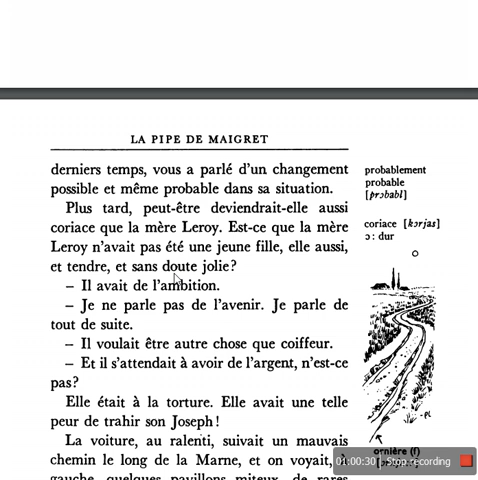 LA PIPE DE MAIGRET
derniers temps, vous a parlé d'un changement
possible et même probable dans sa situation.
Plus tard, peut-être deviendrait-elle aussi
coriace que la mère Leroy. Est-ce que la mère
Leroy n'avait pas été une jeune fille, elle aussi,
et tendre, et sans doute jolie?
– Il avait de l'ambition.
– Je ne parle pas de l'avenir. Je parle de
tout de suite.
– Il voulait être autre chose que coiffeur.
– Et il s'attendait à avoir de l'argent, n'est-ce
pas?
Elle était à la torture. Elle avait une telle
peur de trahir son Joseph!
La voiture, au ralenti, suivait un mauvais
chemin le long de la Marne, et on voyait, à
gauche, quelques pavillons miteux, de rares
probablement
probable
[prɔbabl]
coriace [kɔrjas]
ɔ: dur
ornière (f)
01:00:30 Stop recording